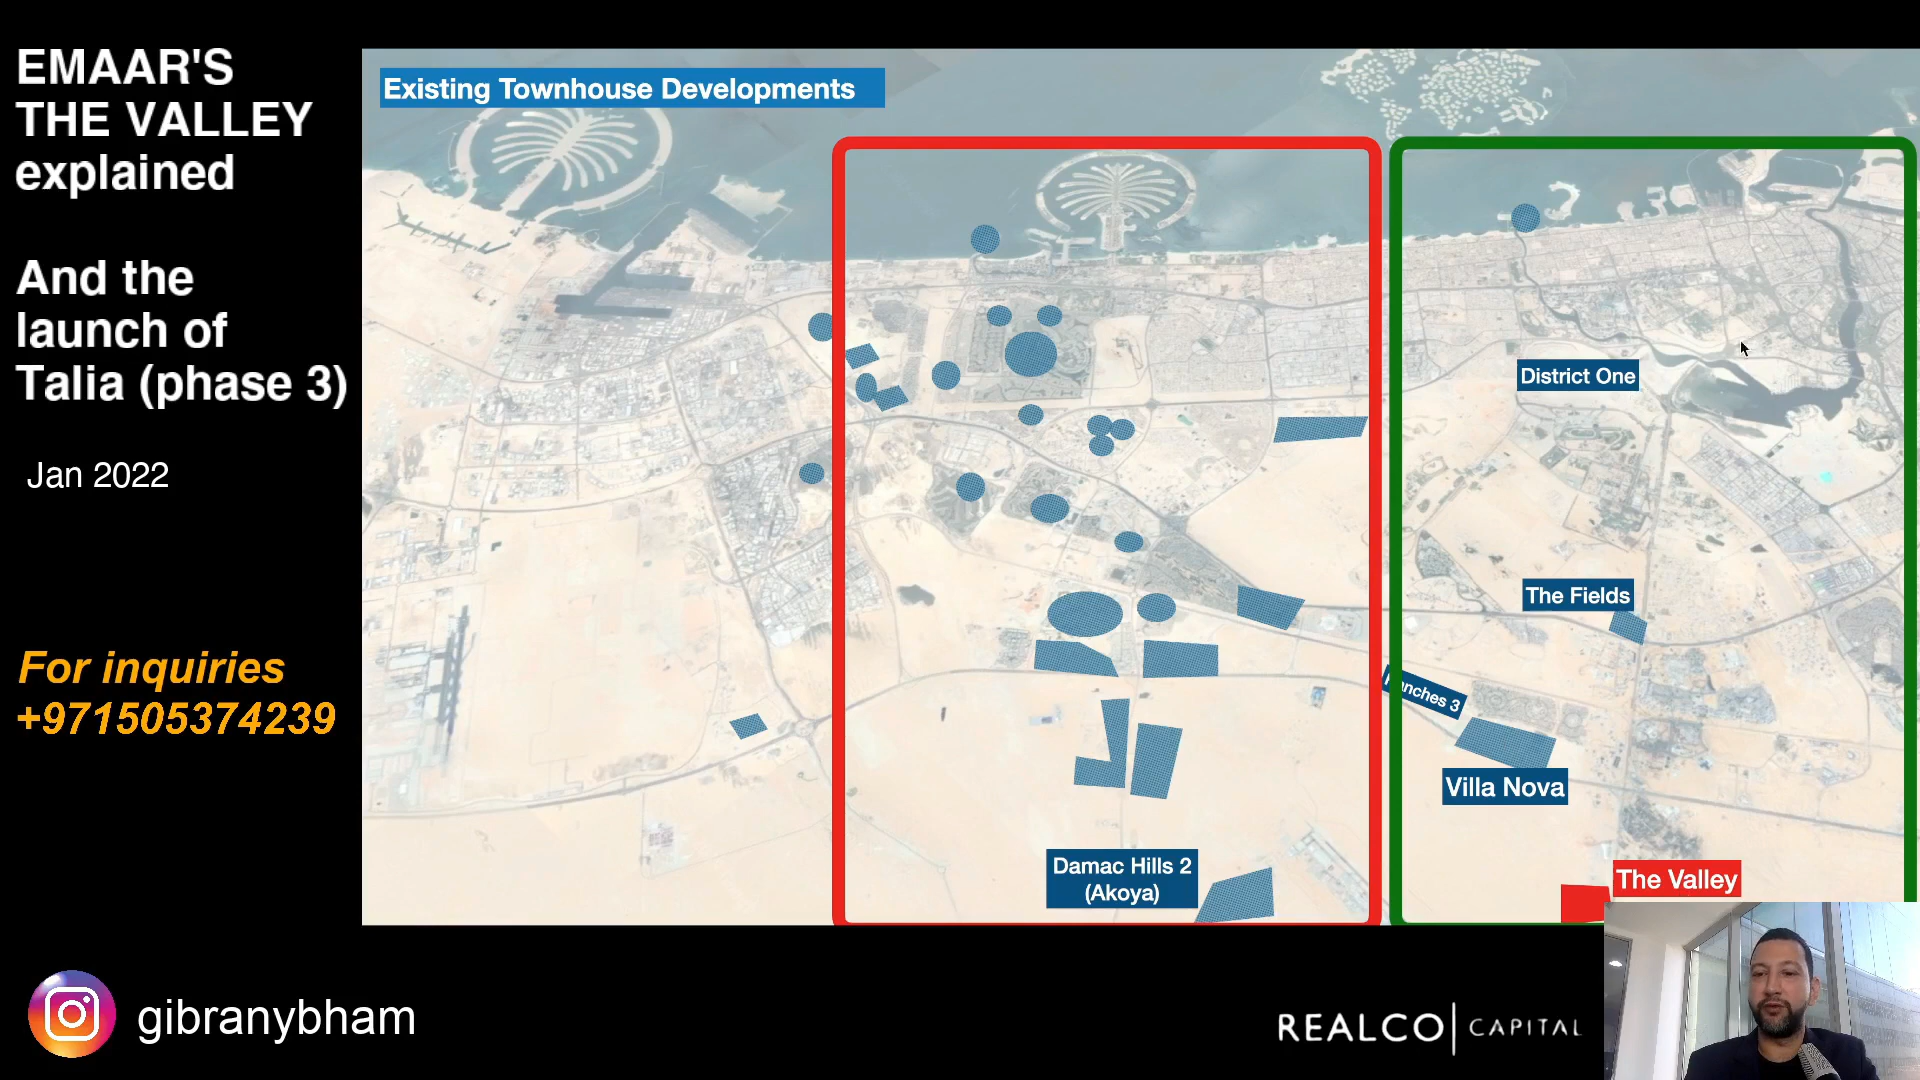 EMAAR'S
THE VALLEY
explained
And the
launch of
Talia (phase 3)
Jan 2022
For inquiries
+971505374239
gibranybham
Existing Townhouse Developments
District One
The Fields
nches 3
Villa Nova
Damac Hills 2
(Akoya)
The Valley
REALCO CAPITAL